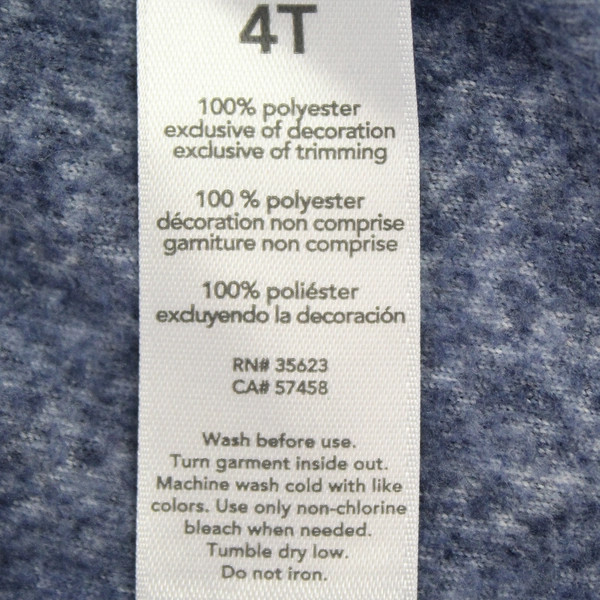 4T
100% polyester
exclusive of decoration
exclusive of trimming
100 % polyester
décoration non comprise
garniture non comprise
100% poliéster
excluyendo la decoración
RN# 35623
CA# 57458
Wash before use.
Turn garment inside out.
Machine wash cold with like
colors. Use only non-chlorine
bleach when needed.
Tumble dry low.
Do not iron.